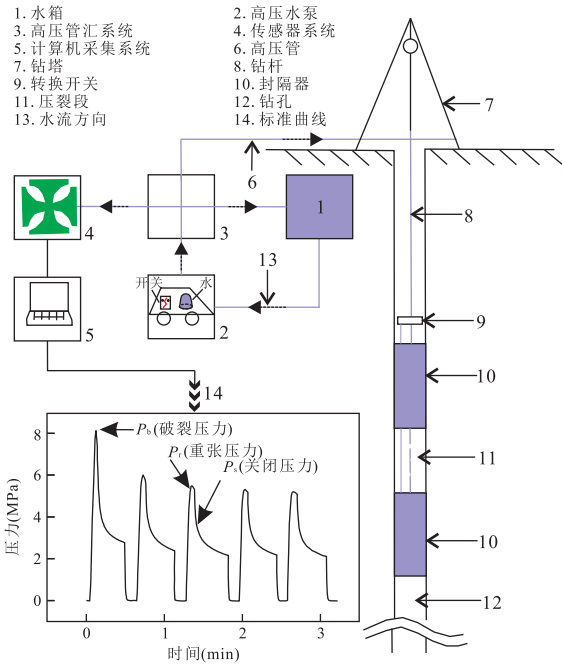 1. 水箱 2. 高压水泵
3. 高压管汇系统 4. 传感器系统
5. 计算机采集系统 6. 高压管
7. 钻塔 8. 钻杆
9. 转换开关 10. 封隔器
11. 压裂段 12. 钻孔
13. 水流方向 14. 标准曲线
7
6
1
8
4
3
13
开关 水
9
5
2
10
14
8
Pb(破裂压力)
Pr(重张压力)
11
6
Ps(关闭压力)
压力(MPa)
4
10
2
12
0
0 1 2 3
时间(min)